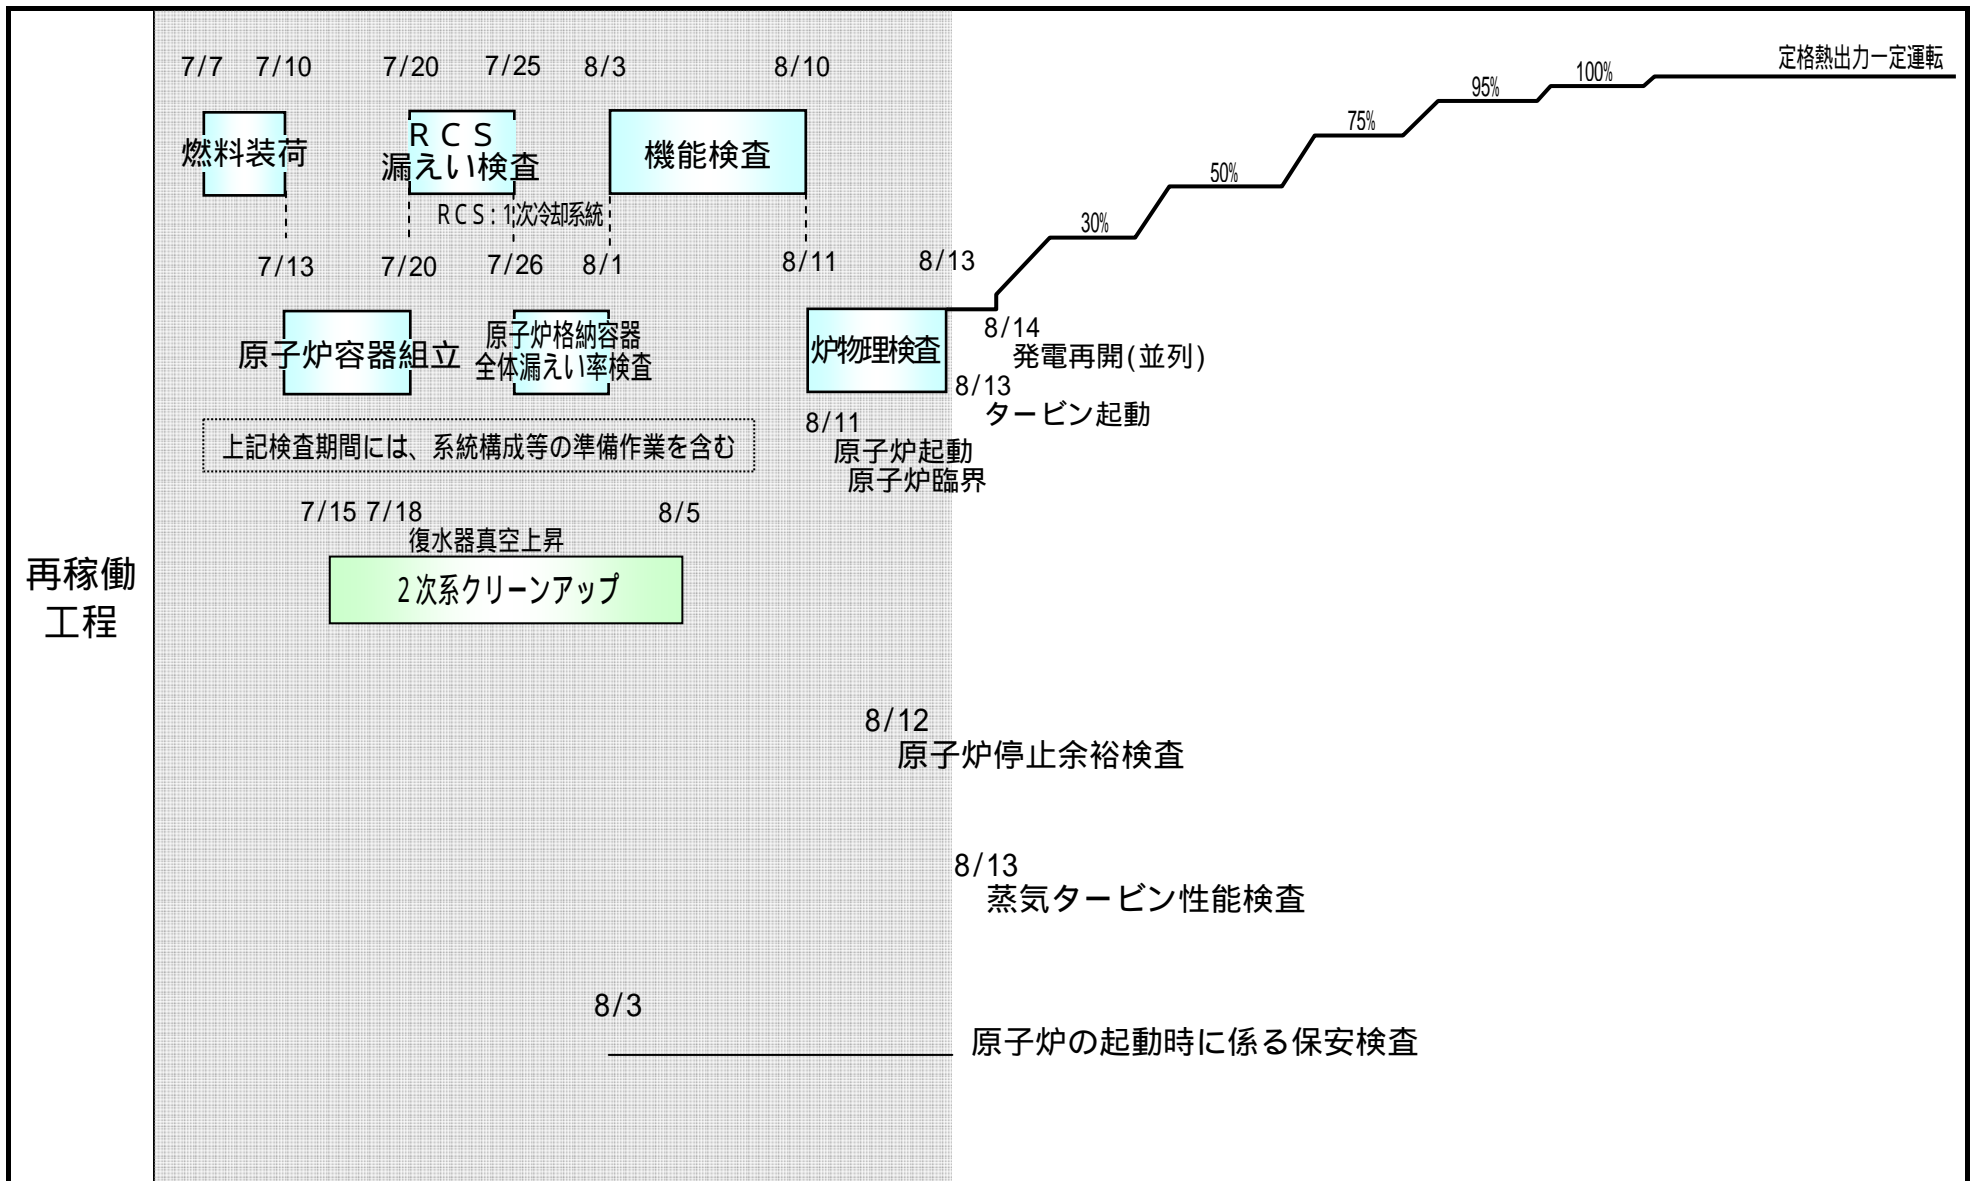 定格熱出力一定運転
100%
95%
75%
50%
30%
7/7 7/10 7/20 7/25 8/3 8/10
燃料装荷
ＲＣＳ
漏えい検査
機能検査
ＲＣＳ：1次冷却系統
7/13 7/20 7/26 8/1 8/11 8/13
原子炉容器組立
原子炉格納容器
全体漏えい率検査
炉物理検査
8/14
発電再開(並列)
8/13
タービン起動
8/11
原子炉起動
原子炉臨界
上記検査期間には、系統構成等の準備作業を含む
7/15 7/18 8/5
復水器真空上昇
２次系クリーンアップ
再稼働
工程
8/12
原子炉停止余裕検査
8/13
蒸気タービン性能検査
8/3
原子炉の起動時に係る保安検査